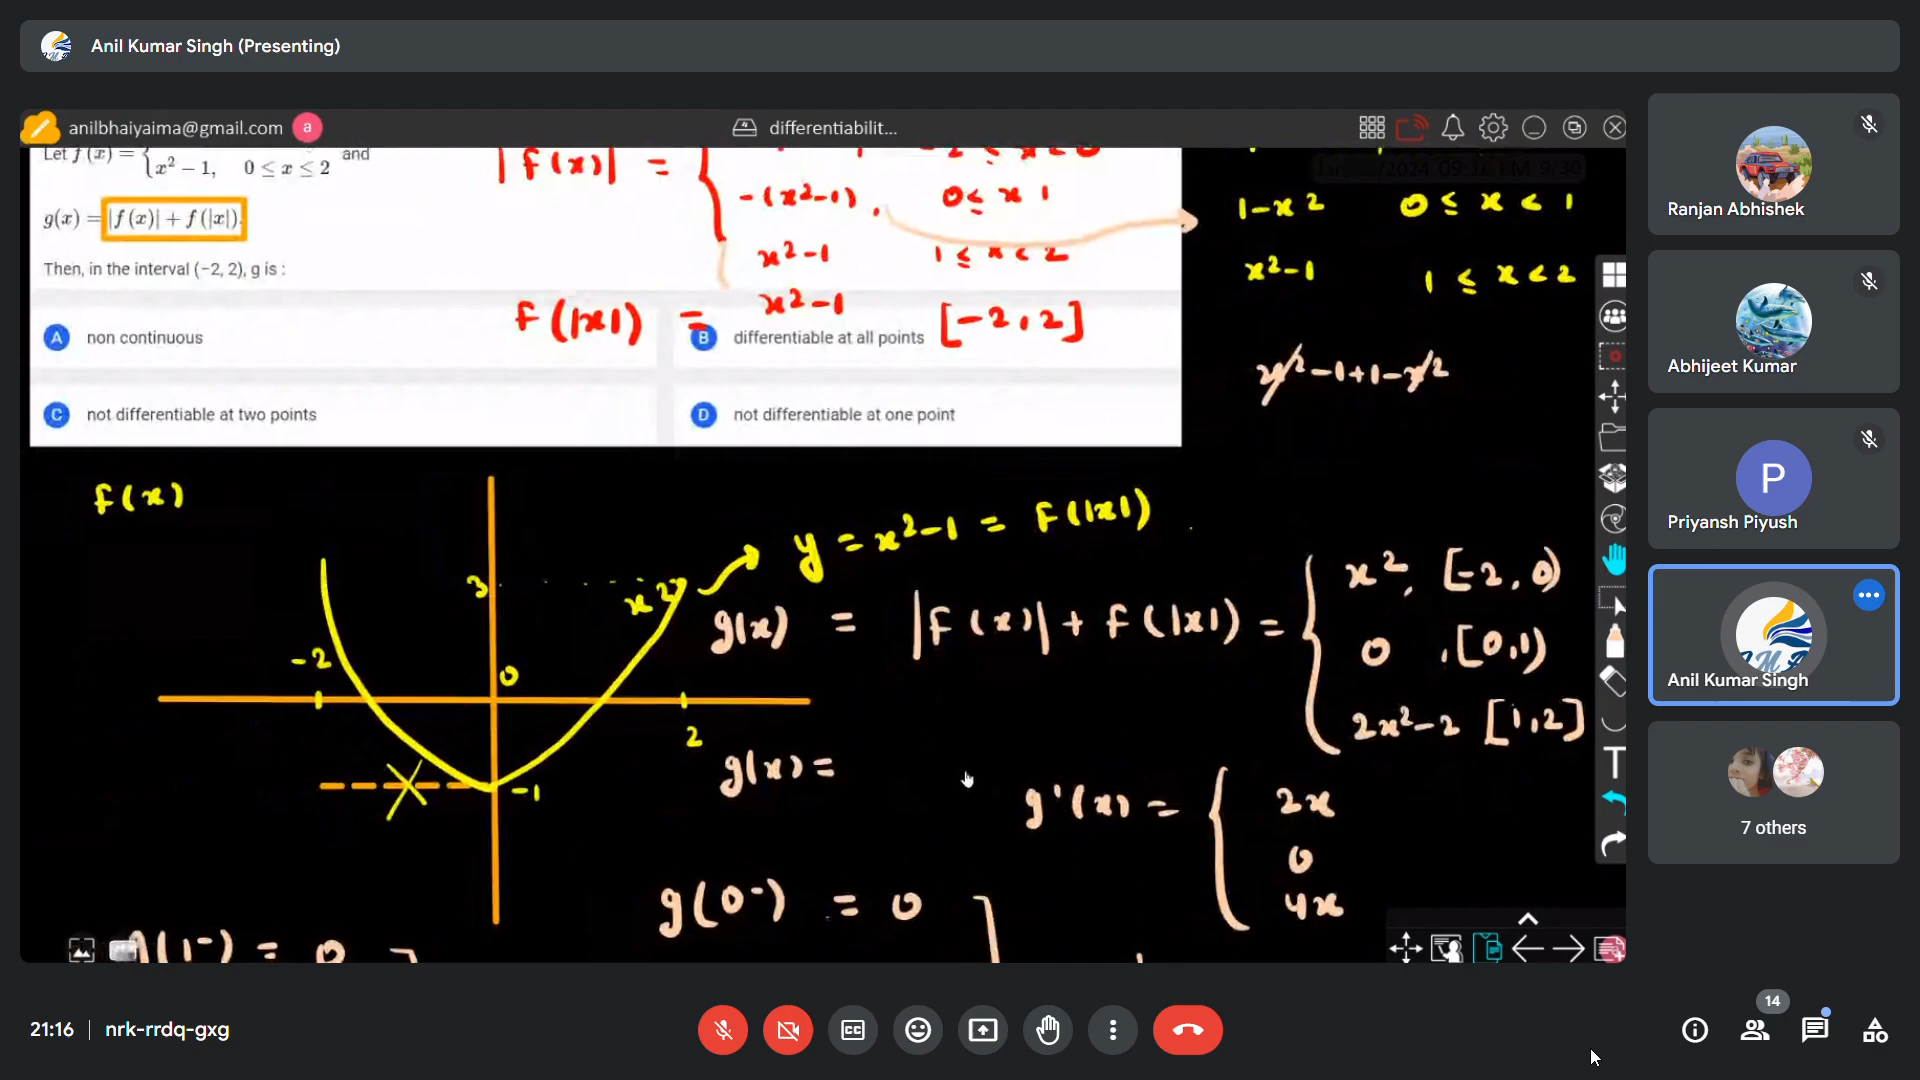 Anil Kumar Singh (Presenting)
anilbhaiyaima@gmail.com a differentiabilit...
Let f(x) = { x² − 1, 0 ≤ x ≤ 2 and
g(x) = |f(x)| + f(|x|).
Then, in the interval (−2, 2), g is :
A non continuous
B differentiable at all points
C not differentiable at two points
D not differentiable at one point
|f(x)| =
-(x²-1), 0 ≤ x 1
x²-1 1 ≤ x < 2
f(|x|) = x²-1 [-2, 2]
1-x² 0 ≤ x < 1
x²-1 1 ≤ x < 2
x²-1+1-x²
f(x)
y = x²-1 = f(|x|)
3
x²
-2
0
2
-1
g(x) = |f(x)| + f(|x|) = { x², [-2, 0)
0, [0,1)
2x²-2 [1,2]
g(x) =
g'(x) = { 2x
0
4x
g(0⁻) = 0
g(1⁻) = 0
Ranjan Abhishek
Abhijeet Kumar
P
Priyansh Piyush
Anil Kumar Singh
7 others
21:16 | nrk-rrdq-gxg
14